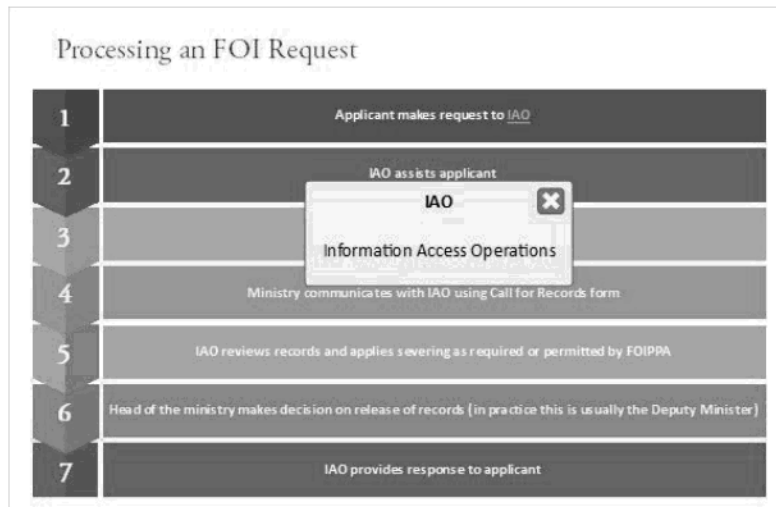 Processing an FOI Request
1
Applicant makes request to IAO
2
IAO assists applicant
IAO
Information Access Operations
3
4
Ministry communicates with IAO using Call for Records form
5
IAO reviews records and applies severing as required or permitted by FOIPPA
6
Head of the ministry makes decision on release of records (in practice this is usually the Deputy Minister)
7
IAO provides response to applicant